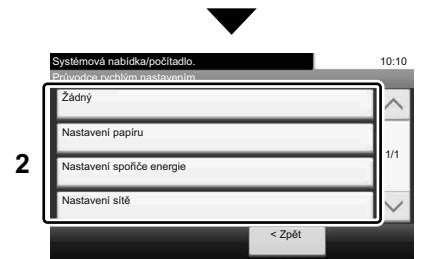 Systémová nabídka/počítadlo. 10:10
Průvodce rychlým nastavením
Žádný
Nastavení papíru
1/1
2
Nastavení spořiče energie
Nastavení sítě
< Zpět